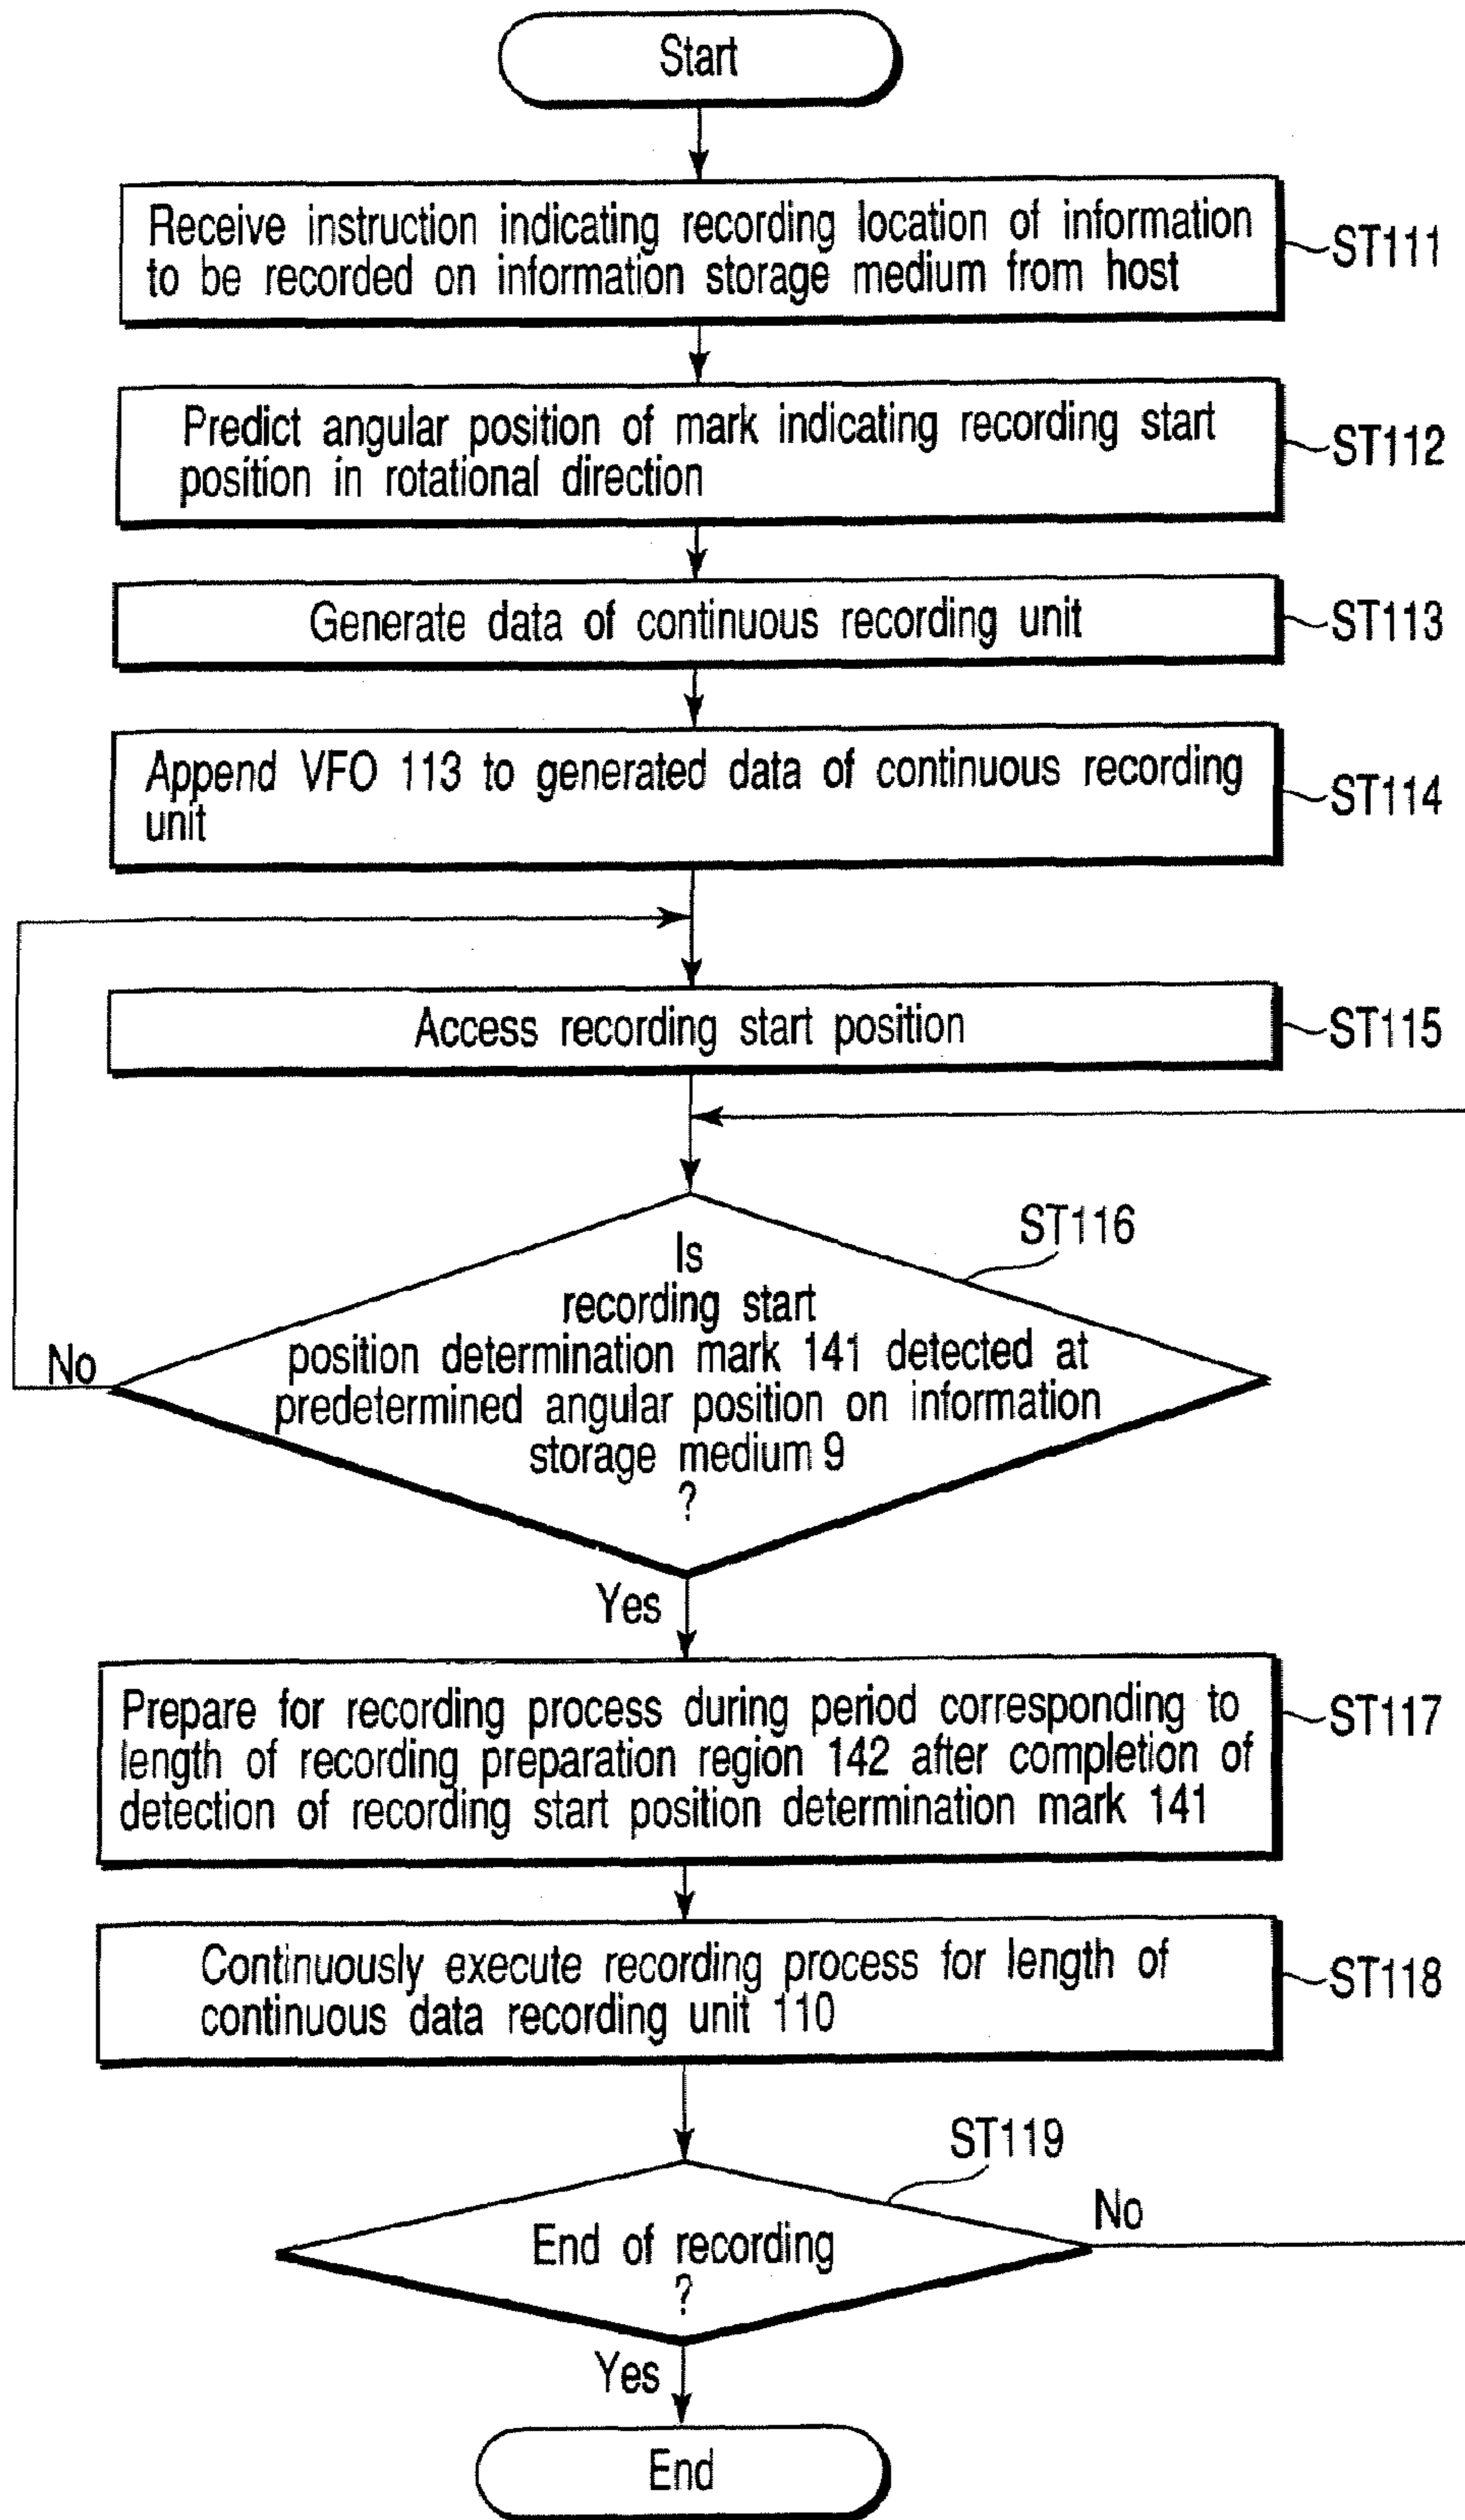 Start
Receive instruction indicating recording location of information
to be recorded on information storage medium from host
ST111
Predict angular position of mark indicating recording start
position in rotational direction
ST112
Generate data of continuous recording unit
ST113
Append VFO 113 to generated data of continuous recording
unit
ST114
Access recording start position
ST115
ST116
Is
recording start
position determination mark 141 detected at
predetermined angular position on information
storage medium 9
?
No
Yes
Prepare for recording process during period corresponding to
length of recording preparation region 142 after completion of
detection of recording start position determination mark 141
ST117
Continuously execute recording process for length of
continuous data recording unit 110
ST118
ST119
End of recording
?
No
Yes
End